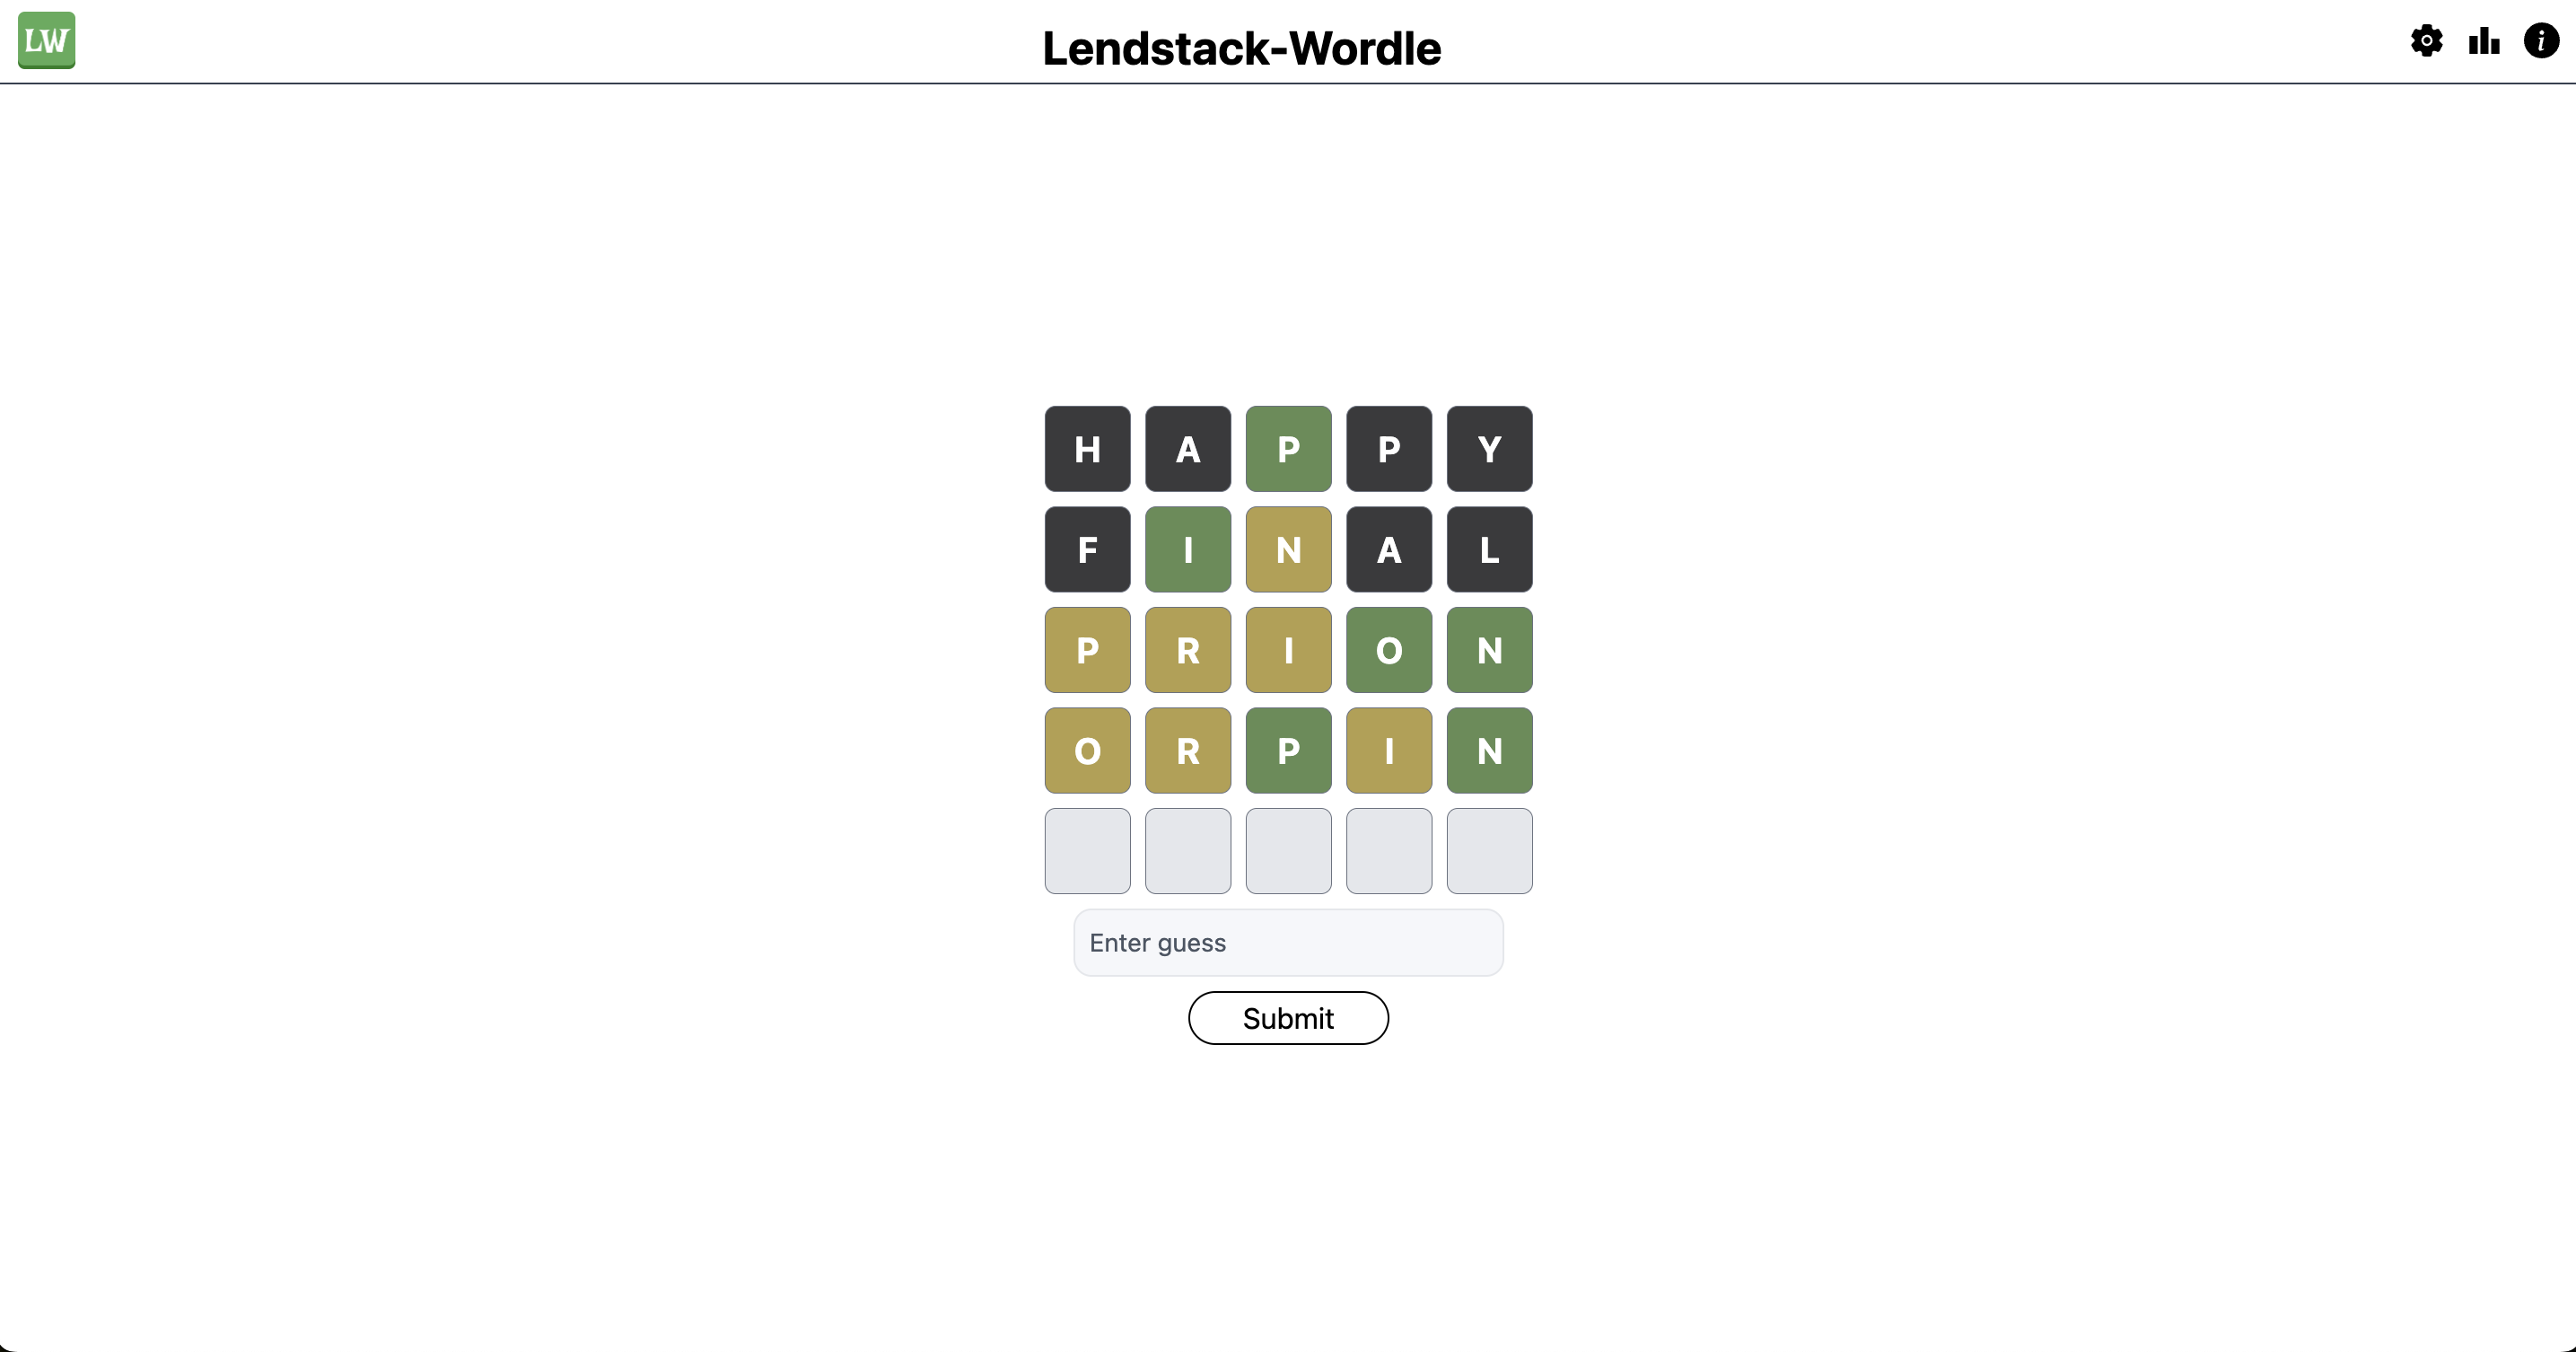 LW
Lendstack-Wordle
i
H A P P Y
F I N A L
P R I O N
O R P I N
Enter guess
Submit